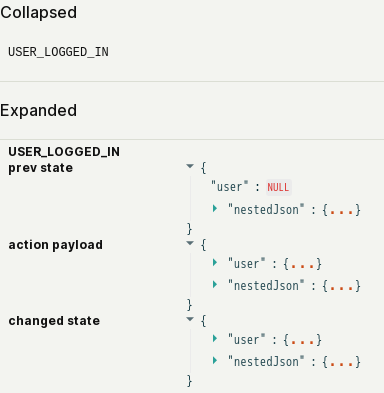 Collapsed
USER_LOGGED_IN
Expanded
USER_LOGGED_IN
prev state
{
"user" : NULL
"nestedJson" : {...}
}
action payload
{
"user" : {...}
"nestedJson" : {...}
}
changed state
{
"user" : {...}
"nestedJson" : {...}
}